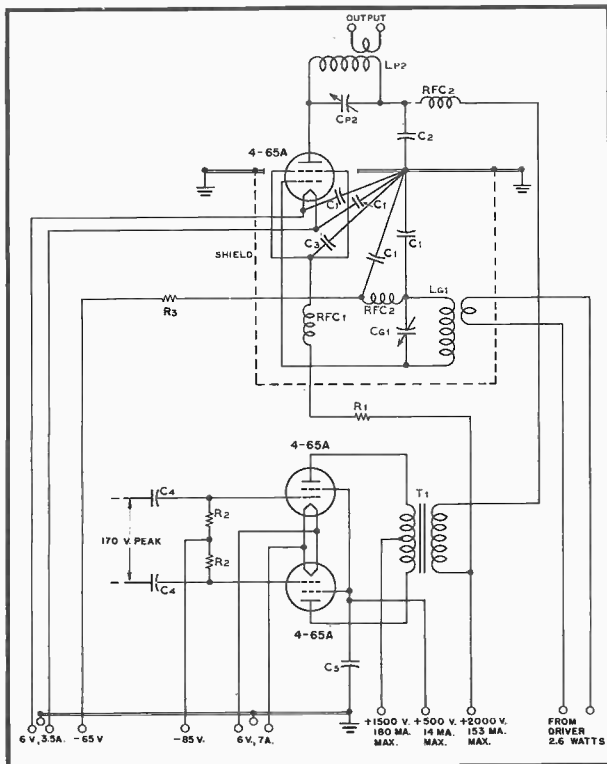 OUTPUT
LP2
RFC2
CP2
C2
4-65A
C1
C1
C3
C1
C1
SHIELD
LG1
R3
RFC2
RFC1
CG1
R1
4-65A
T1
C4
R2
170 V. PEAK
R2
C4
4-65A
C5
6 V, 3.5A.
-65 V
-85 V.
6 V, 7A.
+1500 V.
180 MA.
MAX.
+500 V.
14 MA.
MAX.
+2000 V.
153 MA.
MAX.
FROM
DRIVER
2.6 WATTS